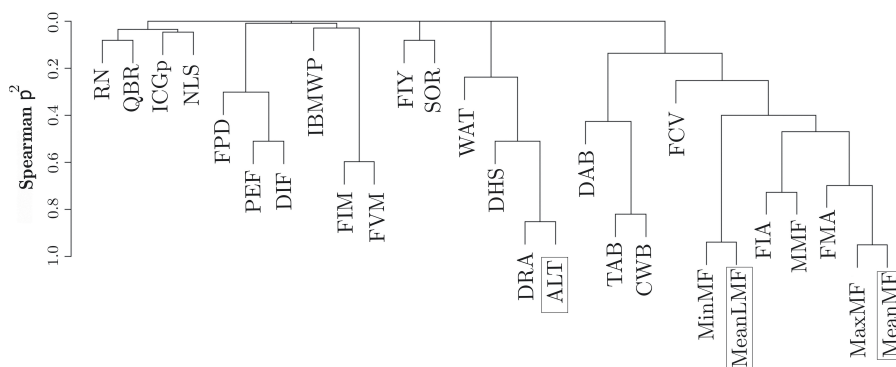 Spearman p²
0.0
0.2
0.4
0.6
0.8
1.0
RN
QBR
ICGp
NLS
FPD
PEF
DIF
IBMWP
FIM
FVM
FIY
SOR
WAT
DHS
DRA
ALT
DAB
TAB
CWB
FCV
MinMF
MeanLMF
FIA
MMF
FMA
MaxMF
MeanMF